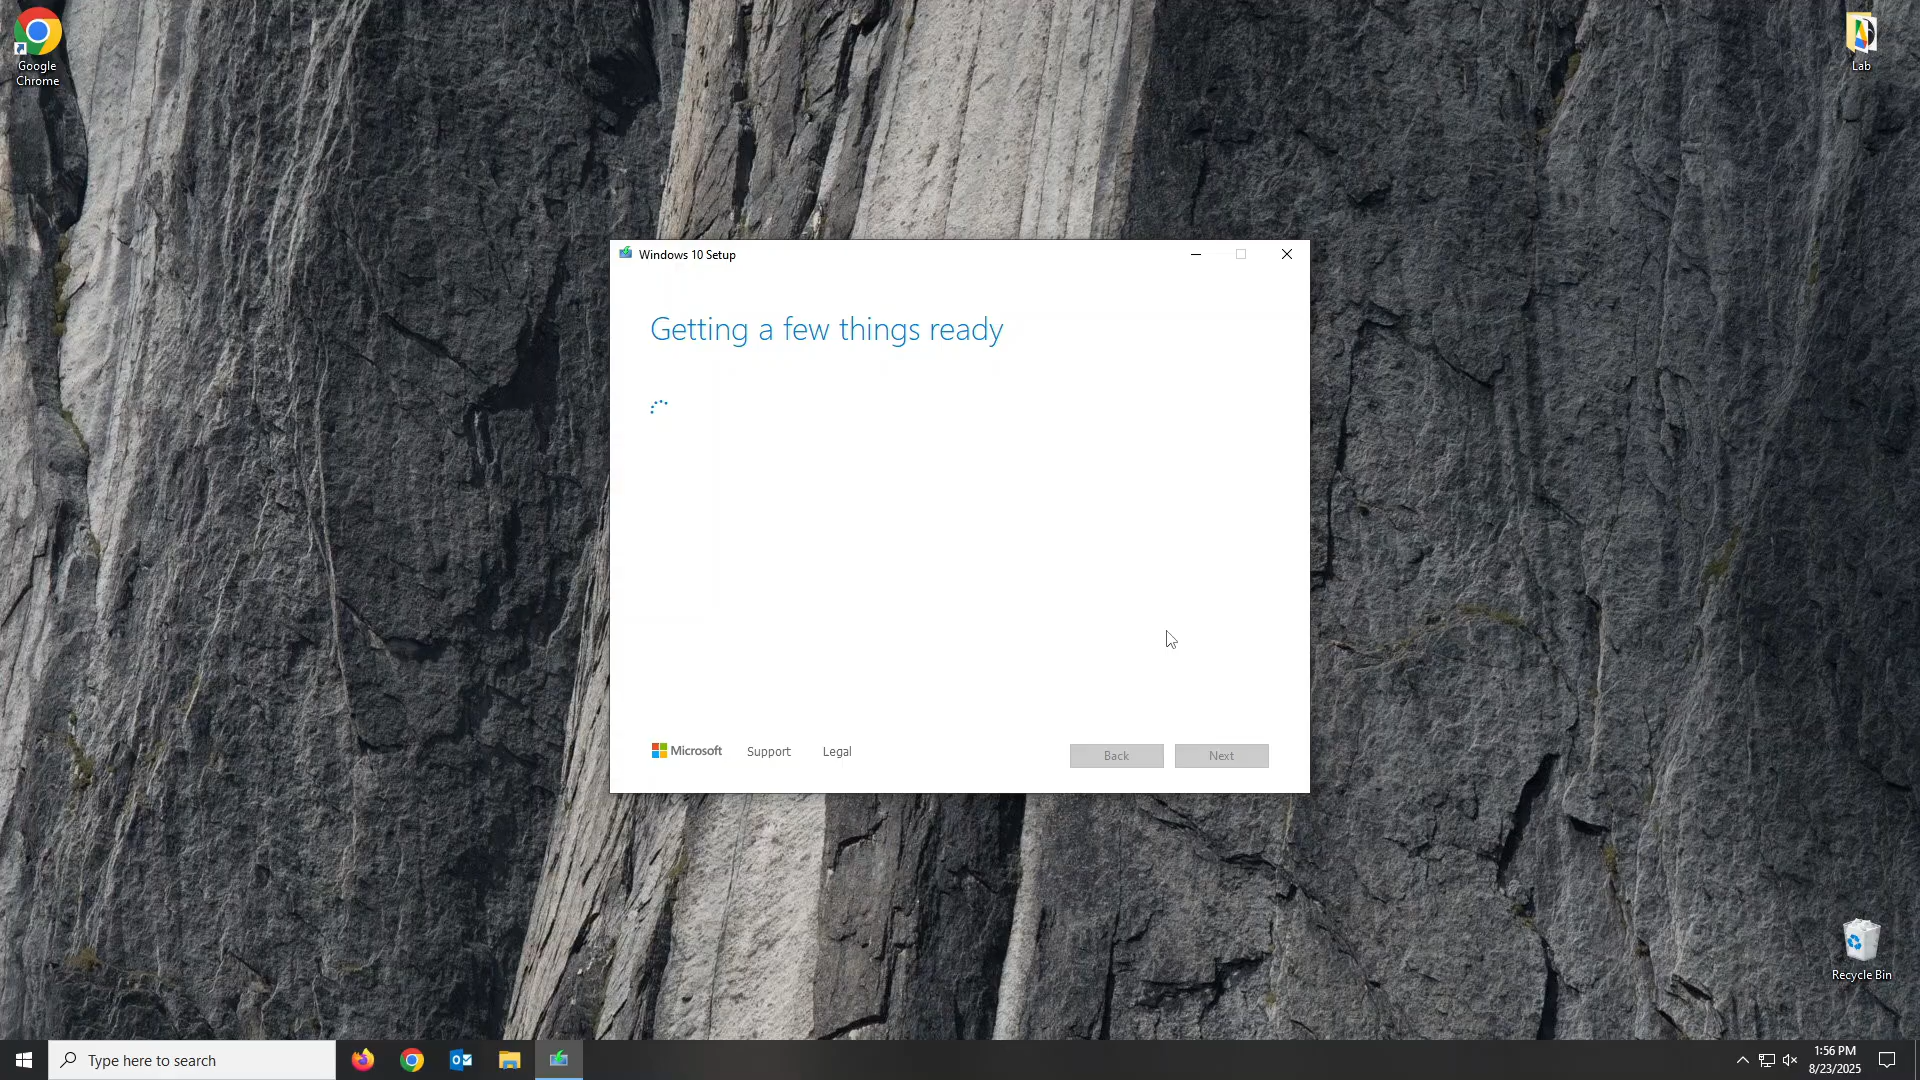 Google
Chrome
Lab
Windows 10 Setup
Getting a few things ready
Microsoft
Support
Legal
Back
Next
Recycle Bin
Type here to search
1:56 PM
8/23/2025